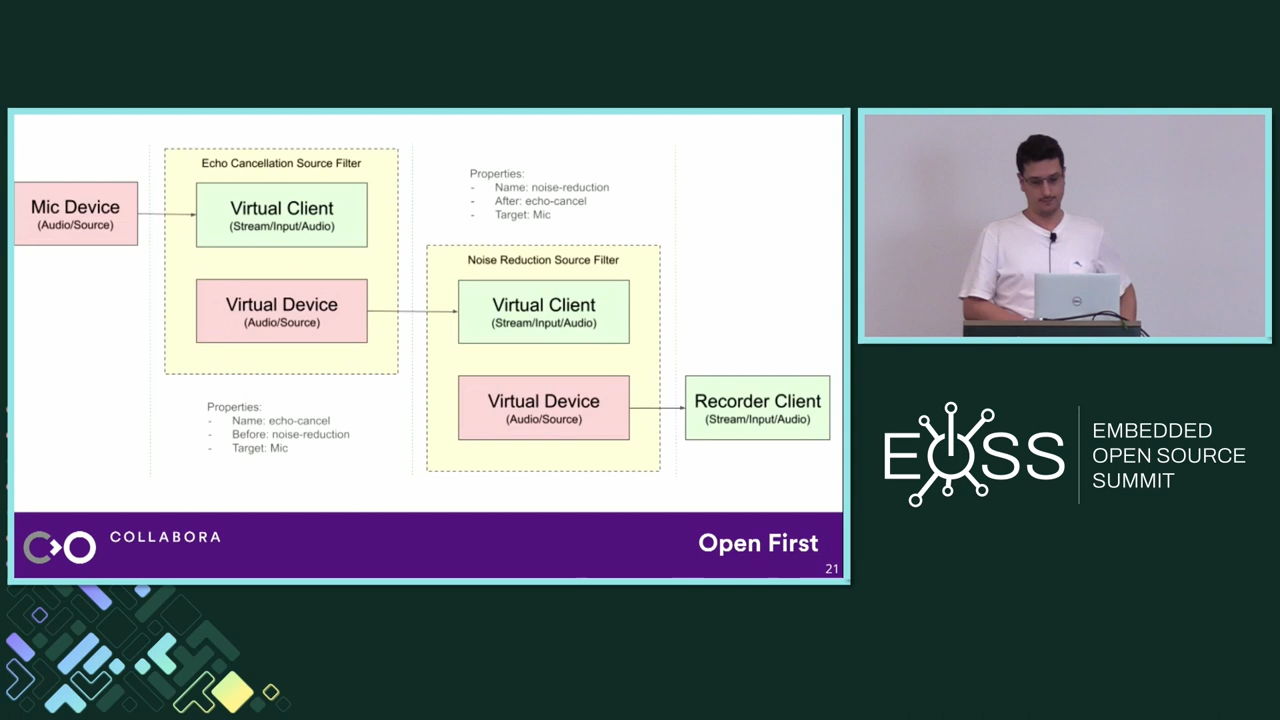 Echo Cancellation Source Filter
Mic Device
(Audio/Source)
Virtual Client
(Stream/Input/Audio)
Virtual Device
(Audio/Source)
Properties:
- Name: echo-cancel
- Before: noise-reduction
- Target: Mic
Properties:
- Name: noise-reduction
- After: echo-cancel
- Target: Mic
Noise Reduction Source Filter
Virtual Client
(Stream/Input/Audio)
Virtual Device
(Audio/Source)
Recorder Client
(Stream/Input/Audio)
COLLABORA
Open First
21
DELL
EOSS
EMBEDDED
OPEN SOURCE
SUMMIT